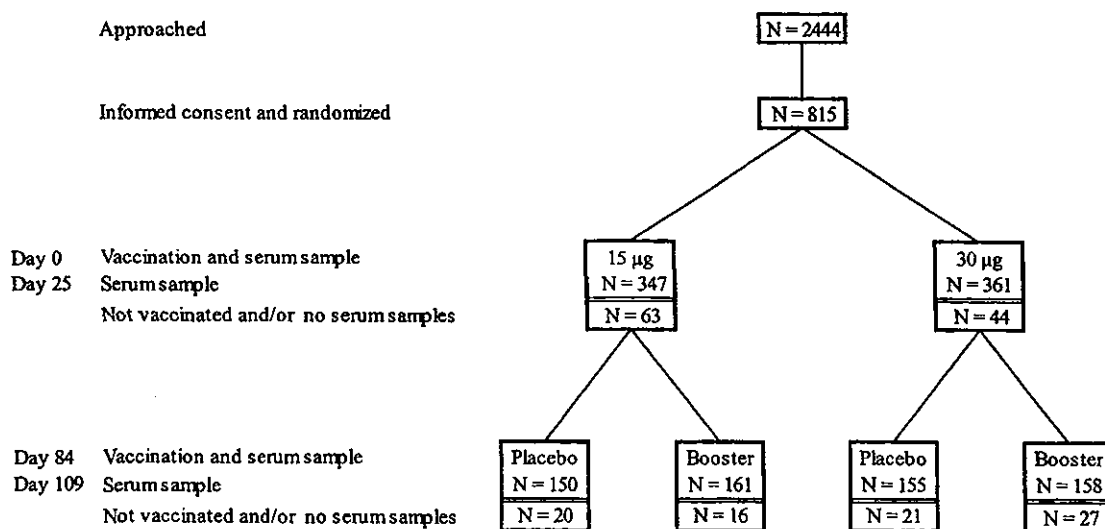 Approached N = 2444
Informed consent and randomized N = 815
Day 0 Vaccination and serum sample 15 µg 30 µg
Day 25 Serum sample N = 347 N = 361
Not vaccinated and/or no serum samples N = 63 N = 44
Day 84 Vaccination and serum sample Placebo Booster Placebo Booster
Day 109 Serum sample N = 150 N = 161 N = 155 N = 158
Not vaccinated and/or no serum samples N = 20 N = 16 N = 21 N = 27